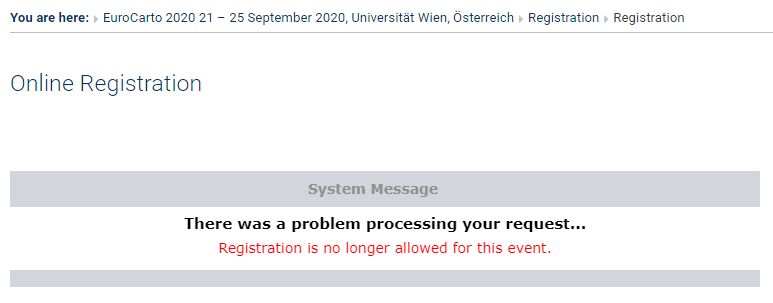 You are here: EuroCarto 2020 21 – 25 September 2020, Universität Wien, Österreich Registration Registration
Online Registration
System Message
There was a problem processing your request...
Registration is no longer allowed for this event.